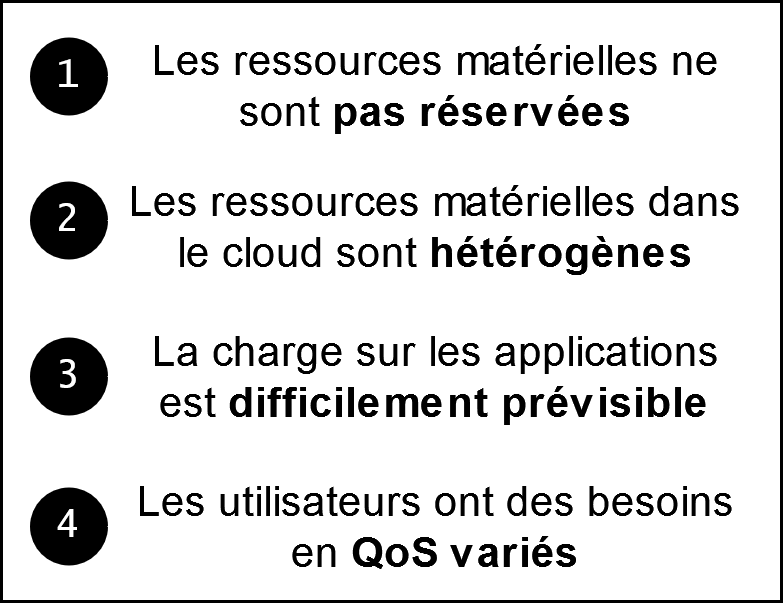 1 Les ressources matérielles ne
sont pas réservées
2 Les ressources matérielles dans
le cloud sont hétérogènes
3 La charge sur les applications
est difficilement prévisible
4 Les utilisateurs ont des besoins
en QoS variés